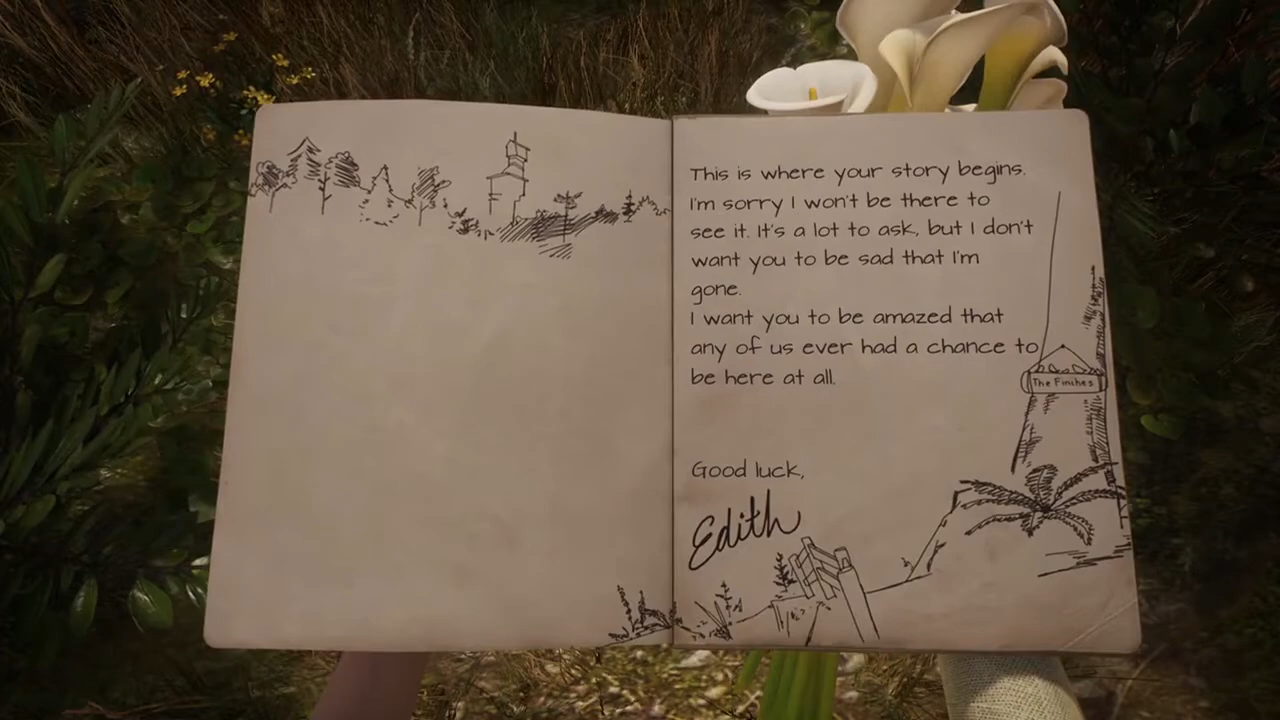 This is where your story begins.
I'm sorry I won't be there to
see it. It's a lot to ask, but I don't
want you to be sad that I'm
gone.
I want you to be amazed that
any of us ever had a chance to
be here at all.
The Finches
Good luck,
Edith